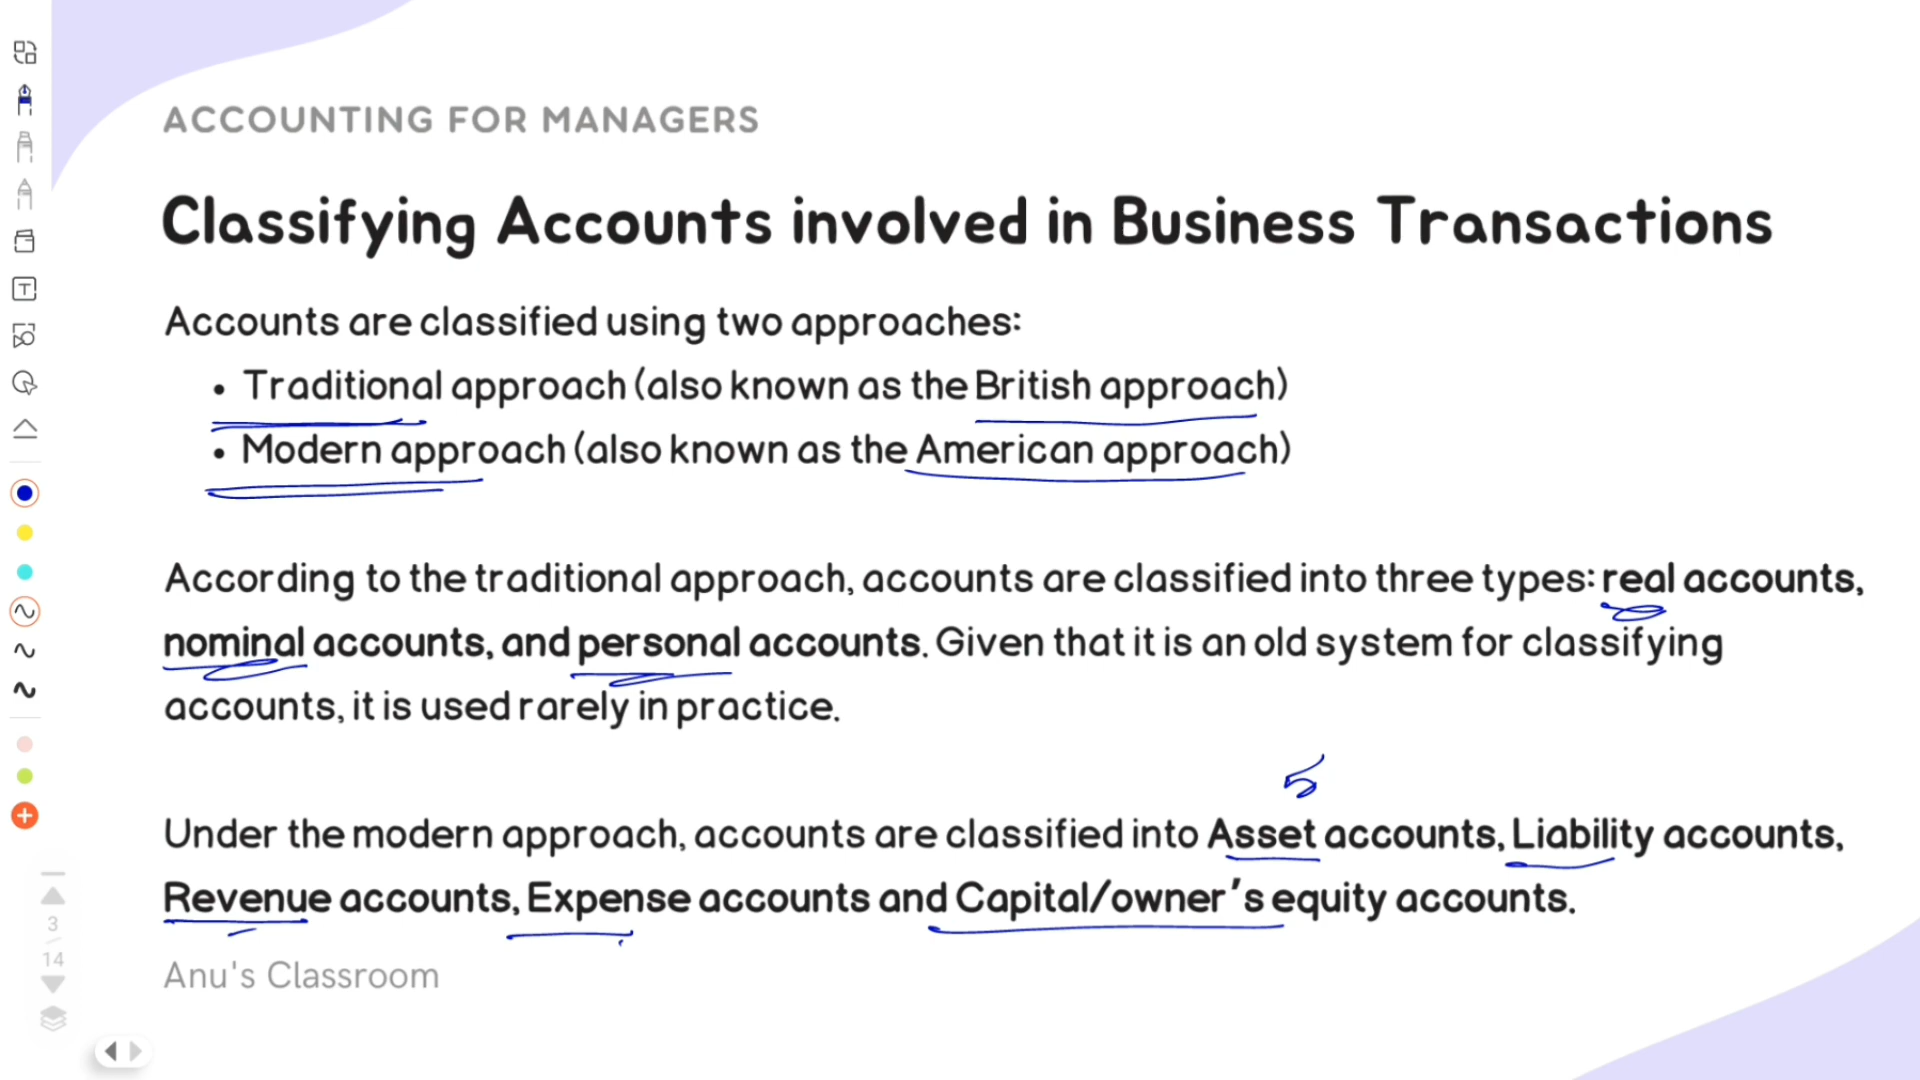 ACCOUNTING FOR MANAGERS
Classifying Accounts involved in Business Transactions
Accounts are classified using two approaches:
• Traditional approach (also known as the British approach)
• Modern approach (also known as the American approach)
According to the traditional approach, accounts are classified into three types: real accounts,
nominal accounts, and personal accounts. Given that it is an old system for classifying
accounts, it is used rarely in practice.
5
Under the modern approach, accounts are classified into Asset accounts, Liability accounts,
Revenue accounts, Expense accounts and Capital/owner's equity accounts.
Anu's Classroom
3
14